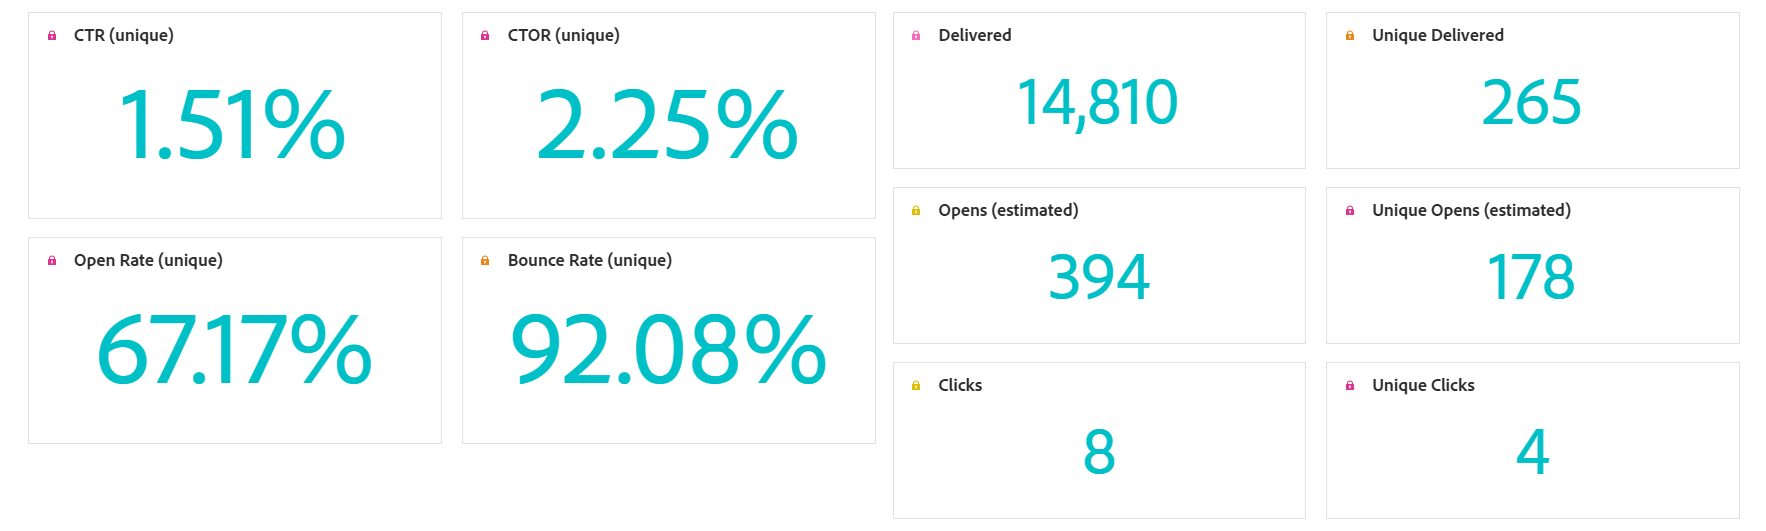 CTR (unique)
1.51%
CTOR (unique)
2.25%
Open Rate (unique)
67.17%
Bounce Rate (unique)
92.08%
Delivered
14,810
Unique Delivered
265
Opens (estimated)
394
Unique Opens (estimated)
178
Clicks
8
Unique Clicks
4